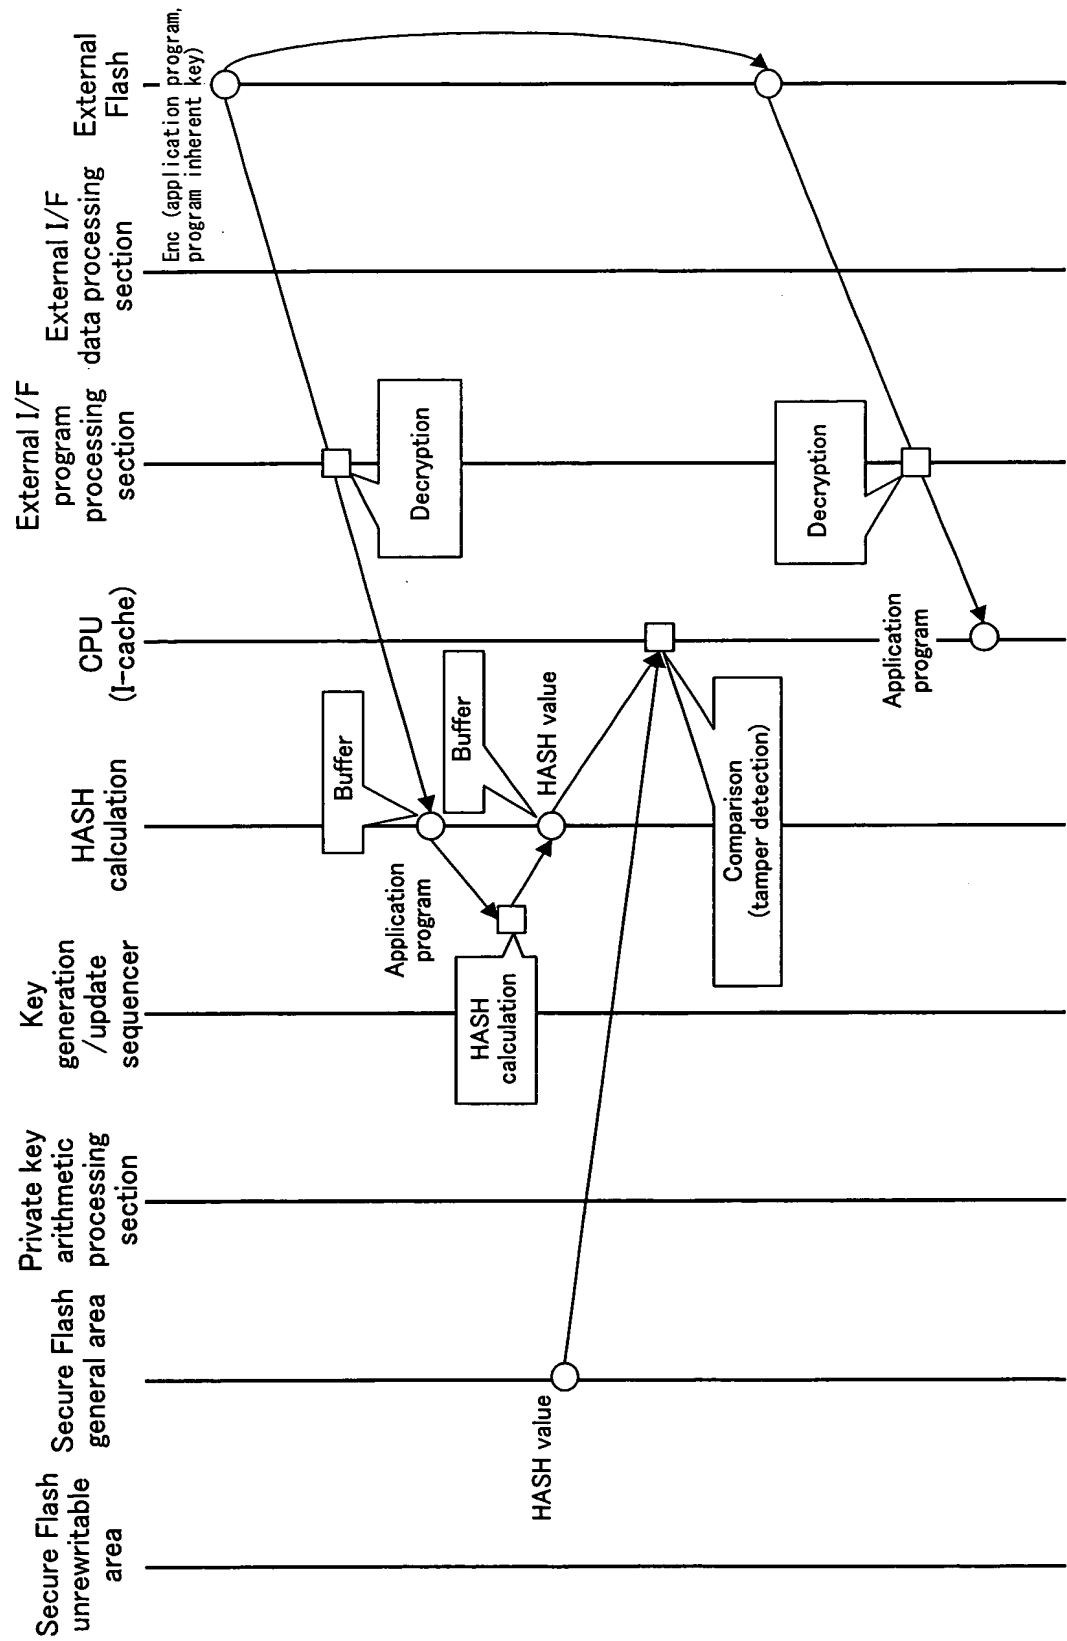 Secure Flash
unrewritable
area
Secure Flash
general area
Private key
arithmetic
processing
section
Key
generation
/update
sequencer
HASH
calculation
CPU
(I-cache)
External I/F
program
processing
section
External I/F
data processing
section
External
Flash
Enc (application program,
program inherent key)
Decryption
Buffer
Application
program
HASH
calculation
Buffer
HASH value
HASH value
Comparison
(tamper detection)
Decryption
Application
program